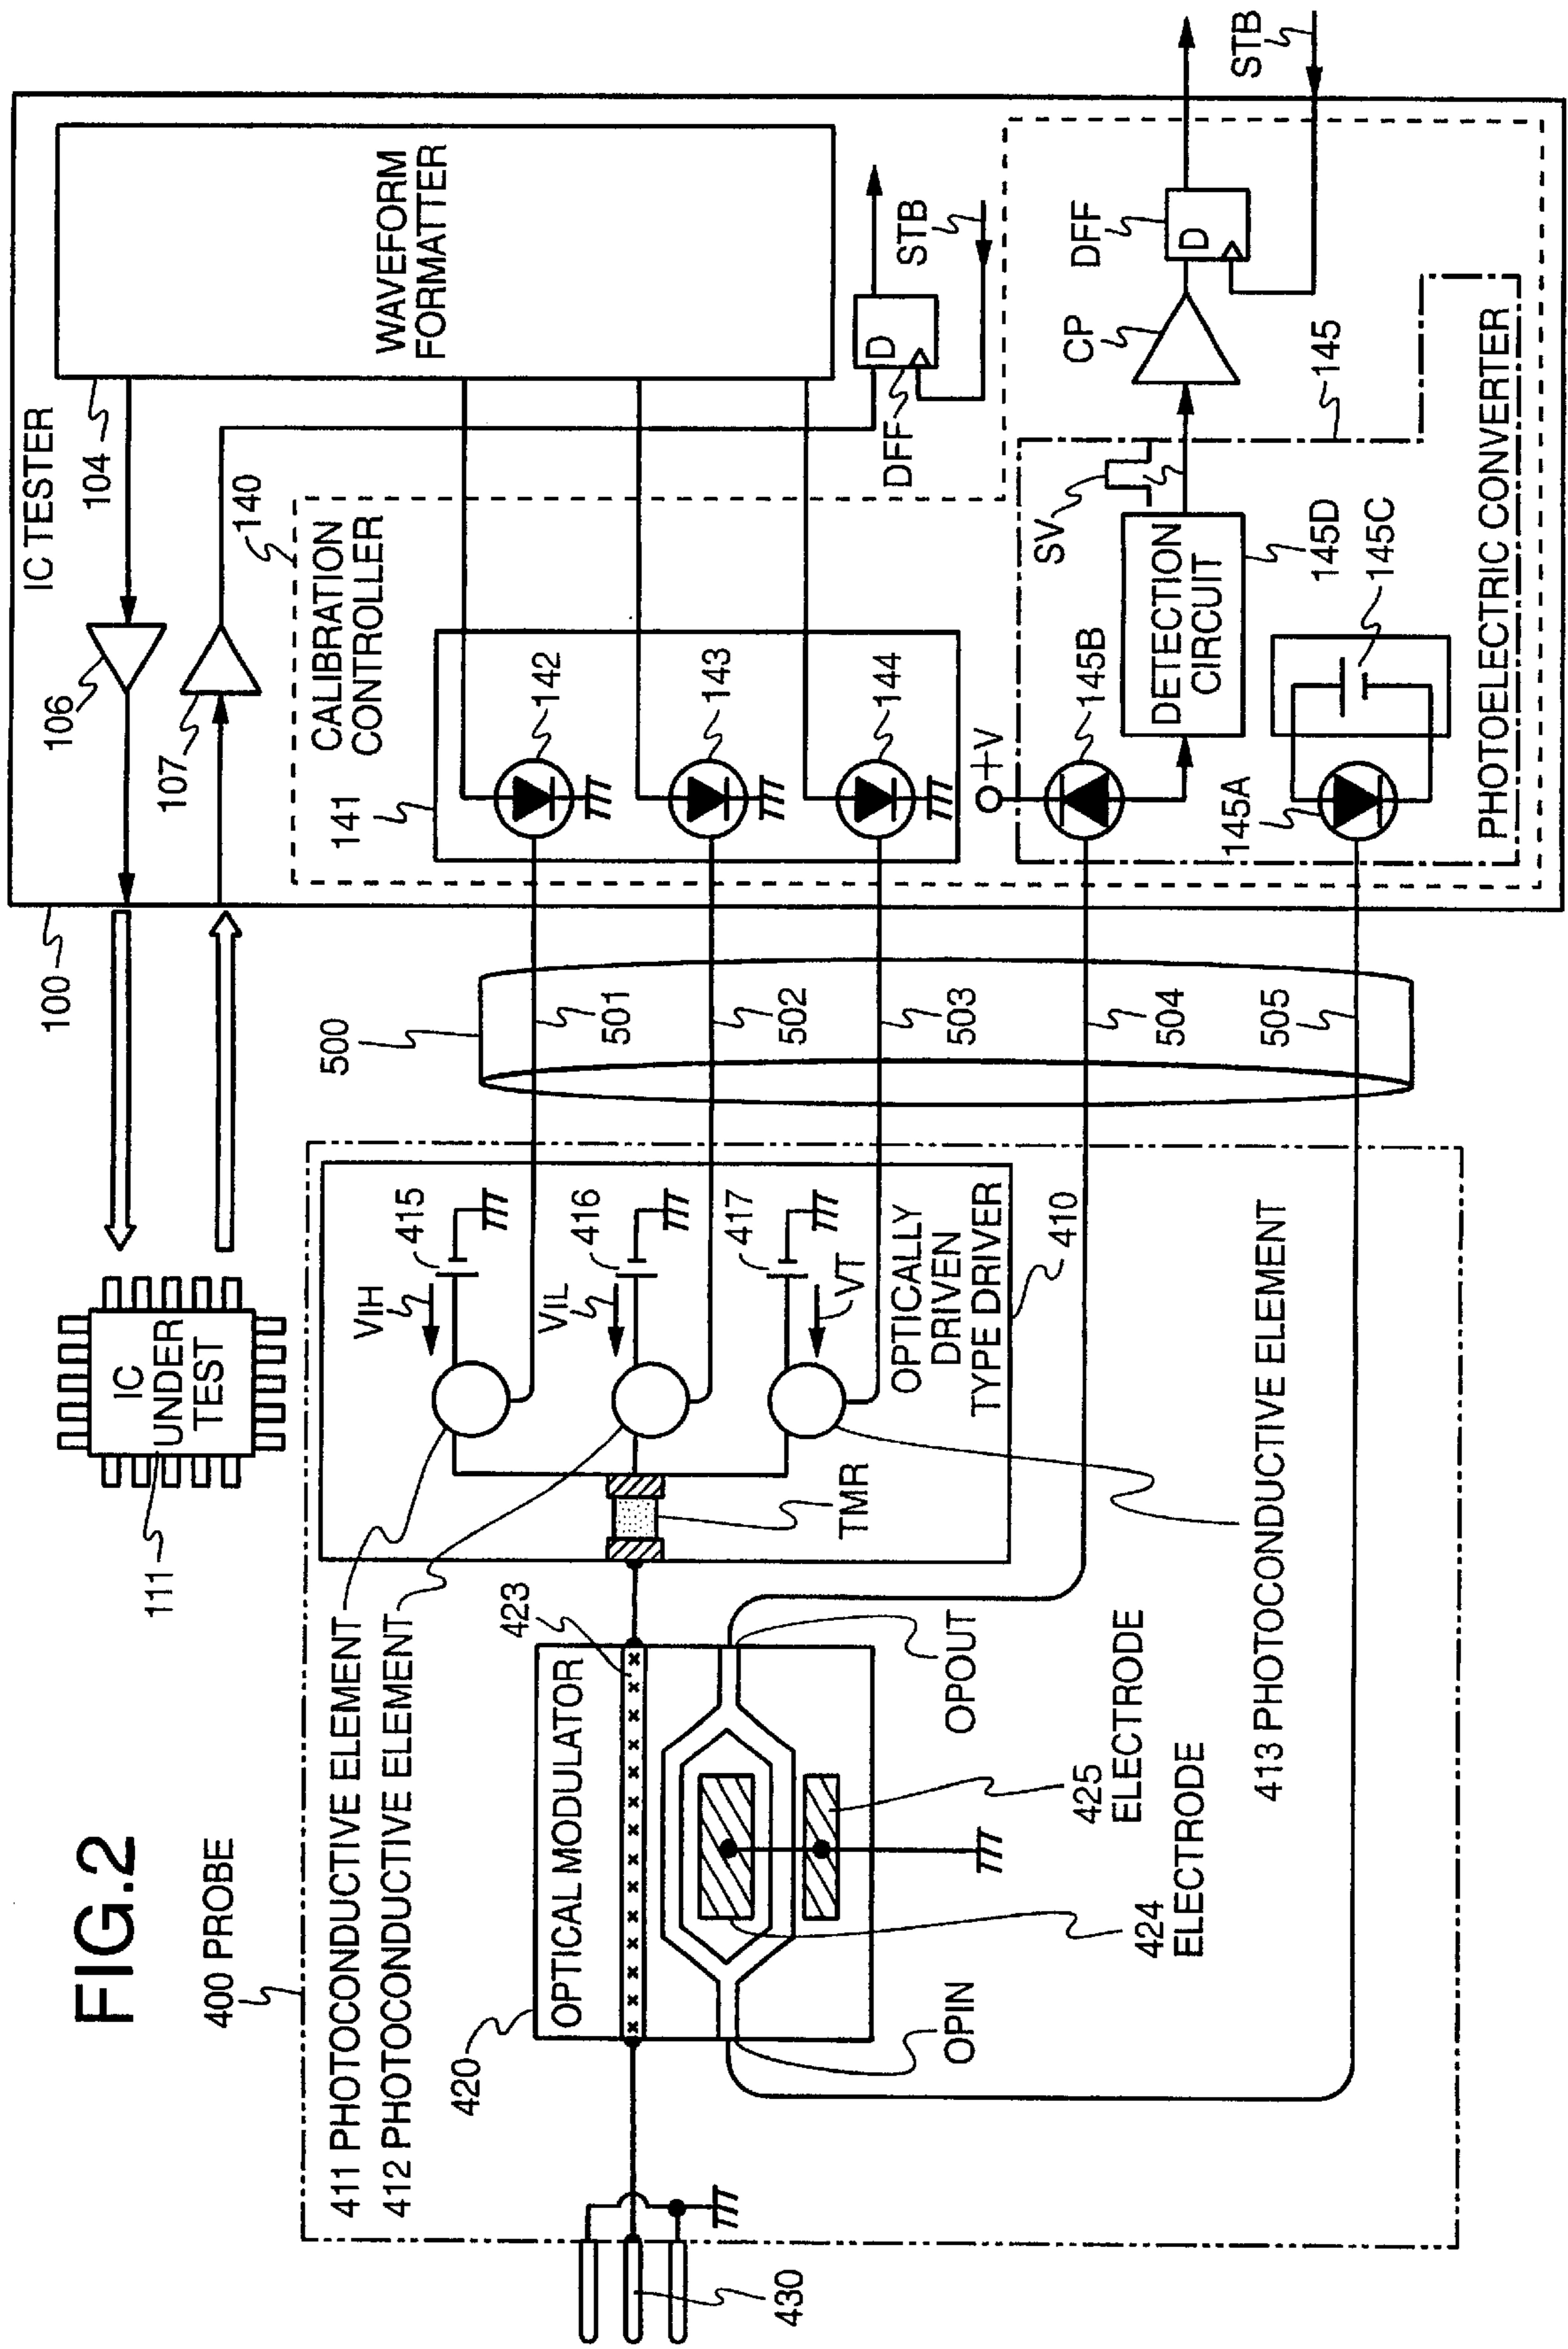 FIG.2
400 PROBE
411 PHOTOCONDUCTIVE ELEMENT
412 PHOTOCONDUCTIVE ELEMENT
111
IC
UNDER
TEST
100
106
107
104
IC TESTER
WAVEFORM
FORMATTER
140
CALIBRATION
CONTROLLER
141
142
143
144
DFF
D
STB
500
501
502
503
504
505
VIH
415
VIL
416
VT
417
OPTICALLY
DRIVEN
TYPE DRIVER
410
TMR
423
420
OPTICAL MODULATOR
OPIN
OPOUT
424
ELECTRODE
425
ELECTRODE
413 PHOTOCONDUCTIVE ELEMENT
430
+V
145B
145A
SV
DETECTION
CIRCUIT
145D
145C
CP
DFF
D
STB
145
PHOTOELECTRIC CONVERTER